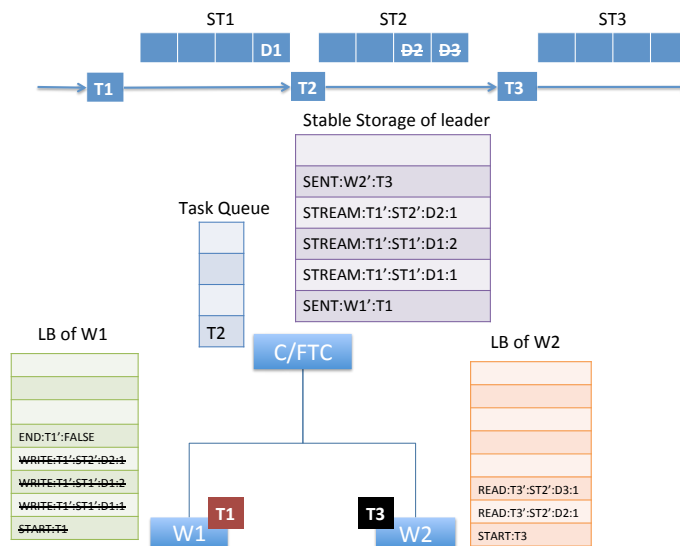 ST1
ST2
ST3
D1
D2
D3
T1
T2
T3
Stable Storage of leader
SENT:W2':T3
STREAM:T1':ST2':D2:1
STREAM:T1':ST1':D1:2
STREAM:T1':ST1':D1:1
SENT:W1':T1
Task Queue
T2
C/FTC
LB of W1
END:T1':FALSE
WRITE:T1':ST2':D2:1
WRITE:T1':ST1':D1:2
WRITE:T1':ST1':D1:1
START:T1
LB of W2
READ:T3':ST2':D3:1
READ:T3':ST2':D2:1
START:T3
T1
W1
T3
W2